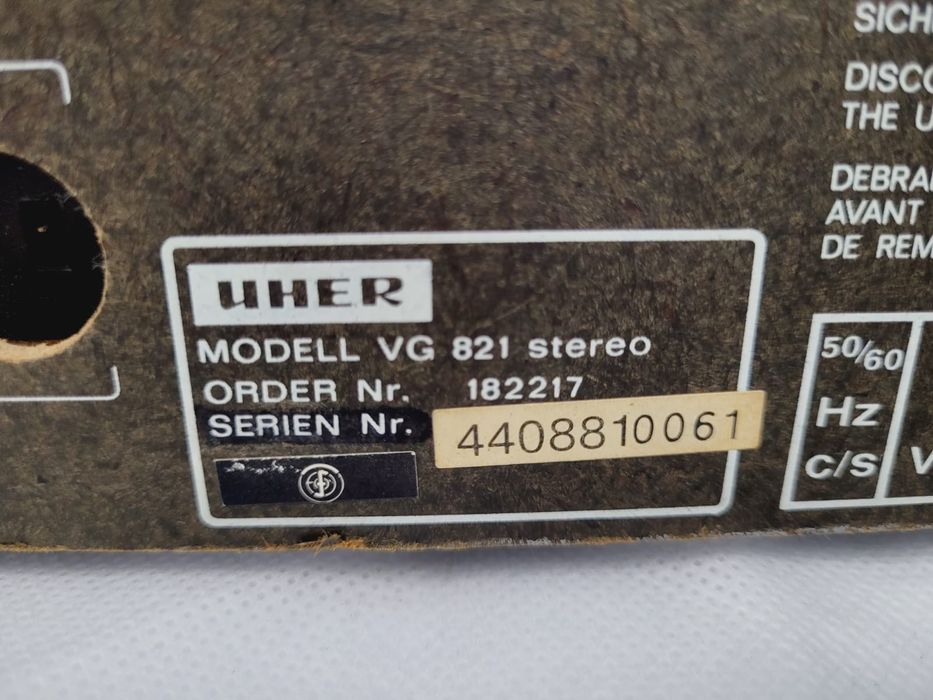 UHER
MODELL VG 821 stereo
ORDER Nr. 182217
SERIEN Nr. 4408810061
SICH
DISCO
THE U
DEBRA
AVANT
DE REM
50/60
Hz
c/s
V